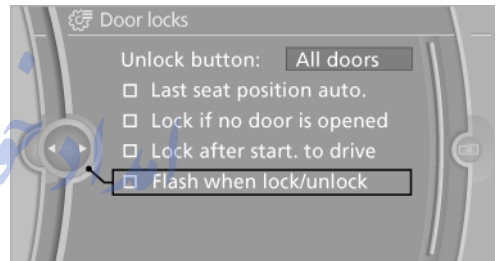 Door locks
Unlock button: All doors
Last seat position auto.
Lock if no door is opened
Lock after start. to drive
Flash when lock/unlock